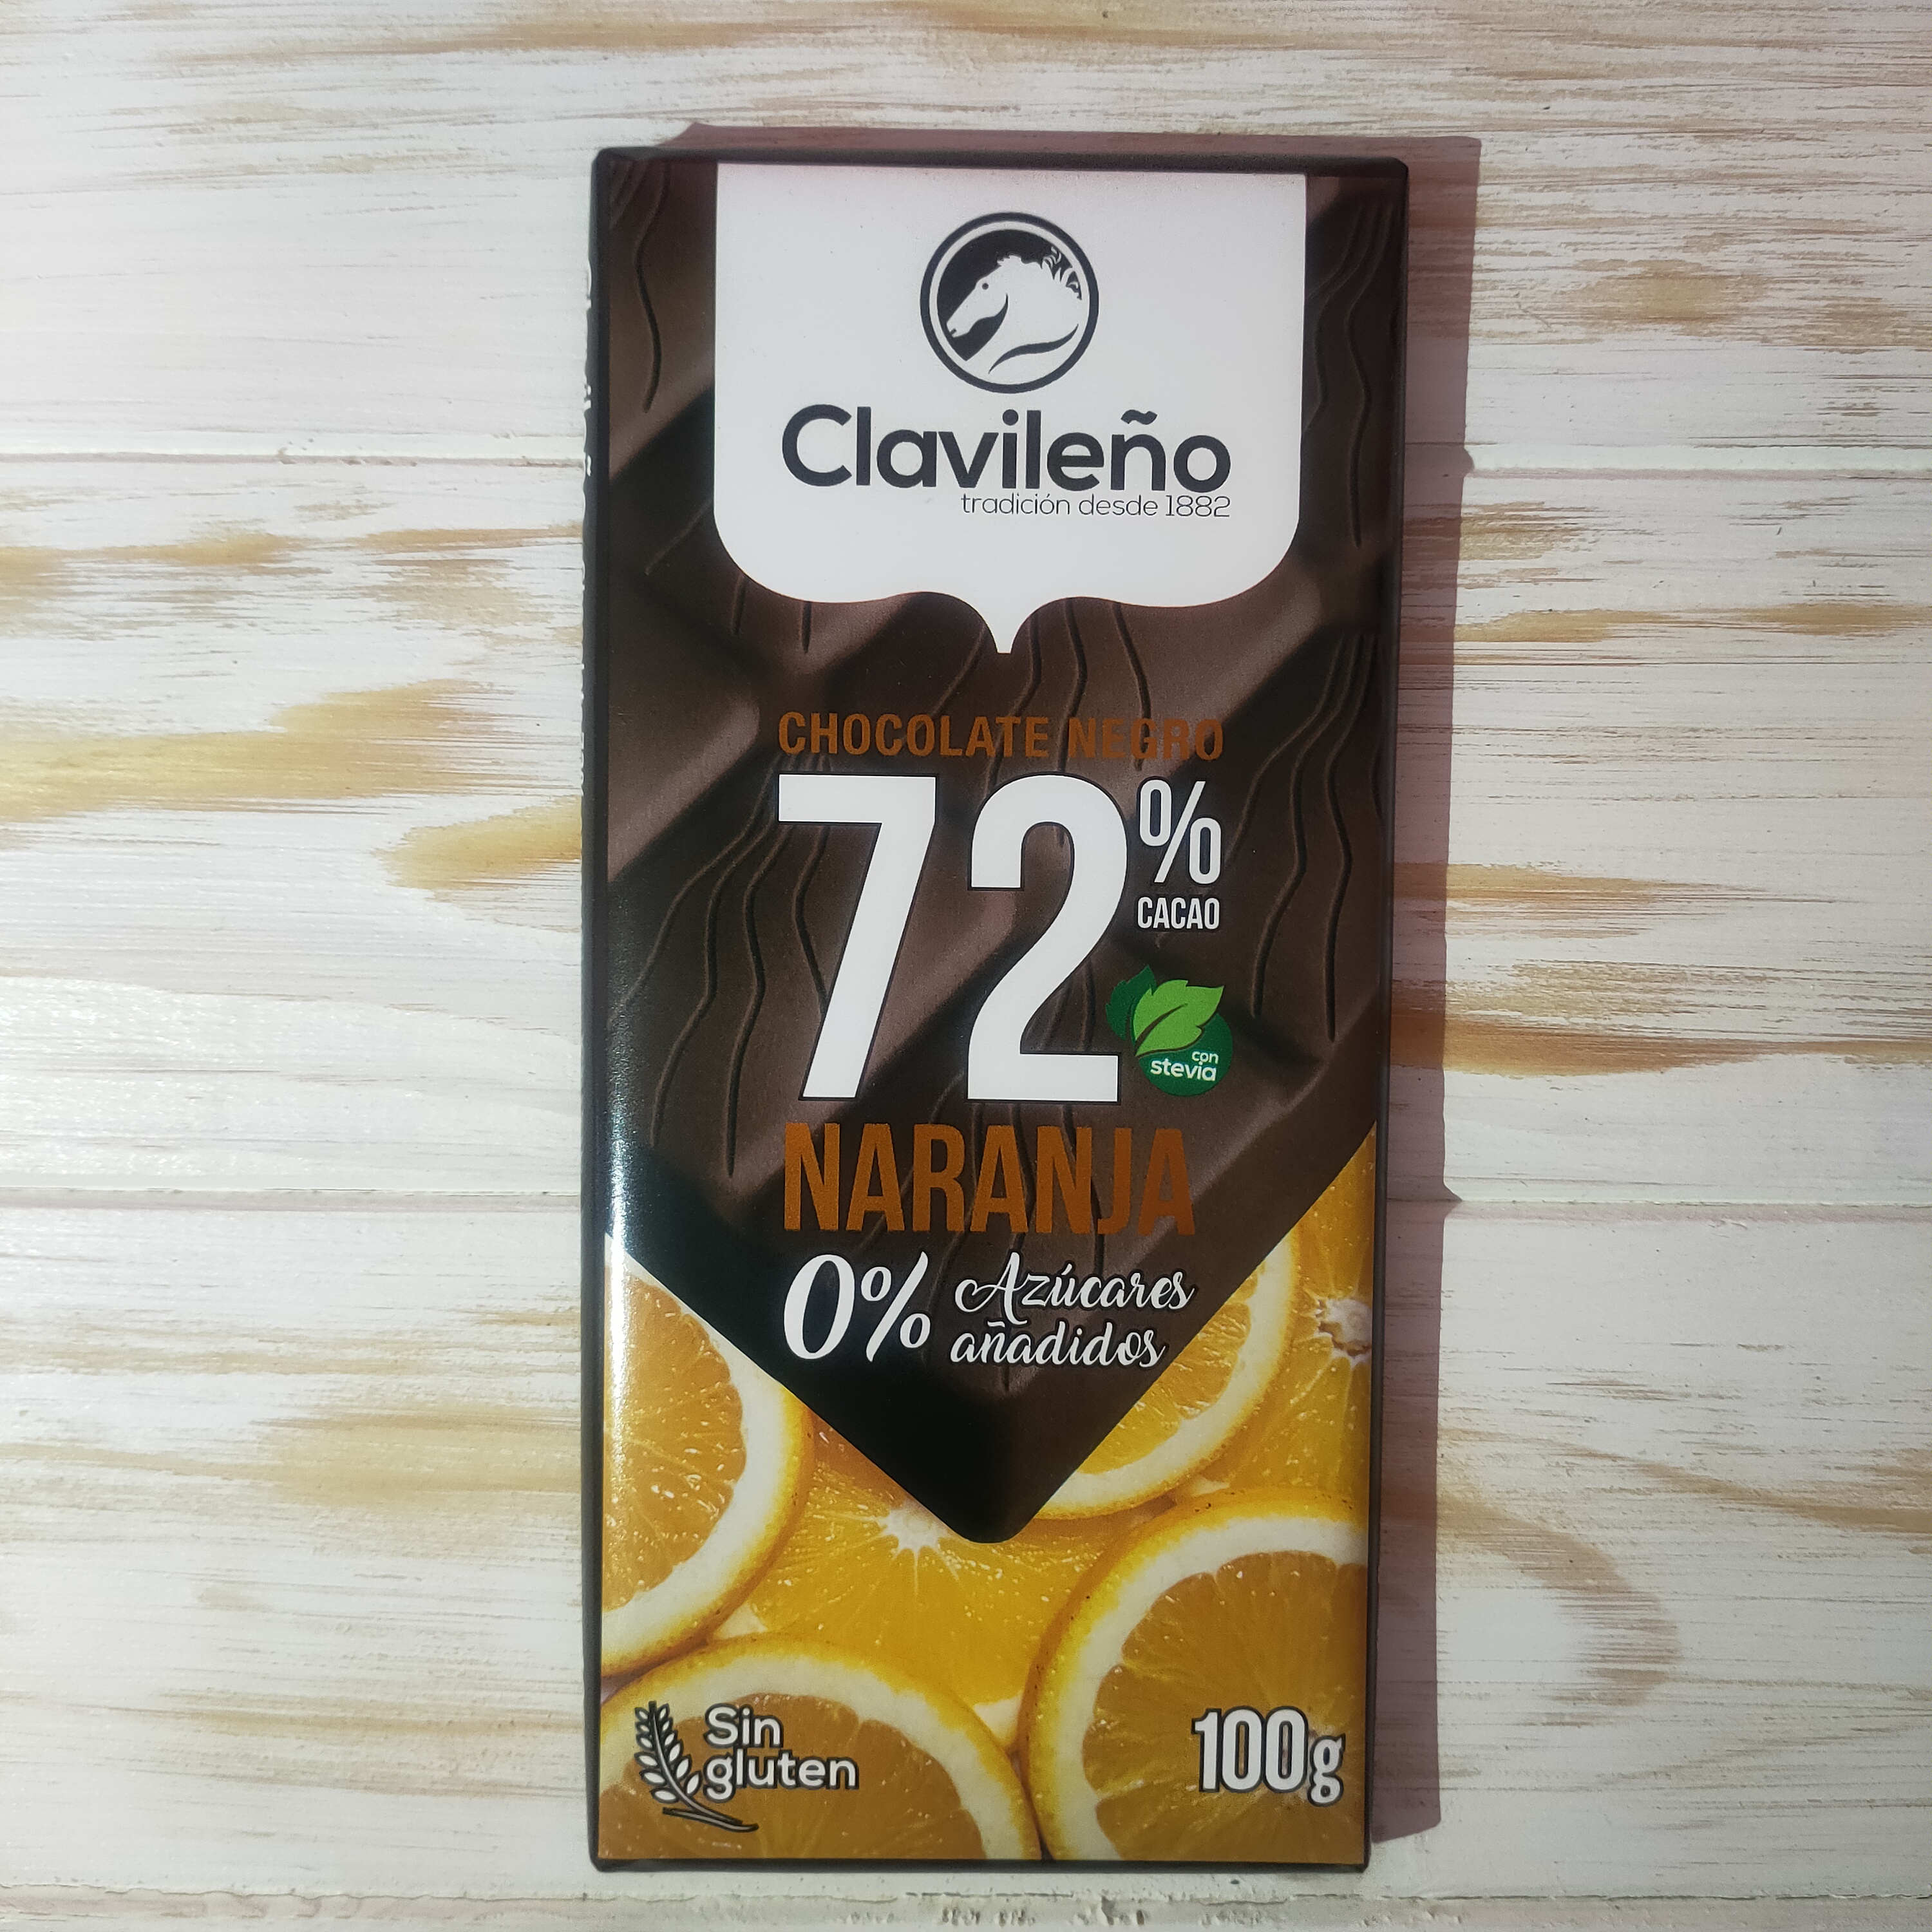 Clavileño
tradición desde 1882
CHOCOLATE NEGRO
72%
CACAO
con
stevia
NARANJA
0% Azúcares
añadidos
Sin
gluten
100g